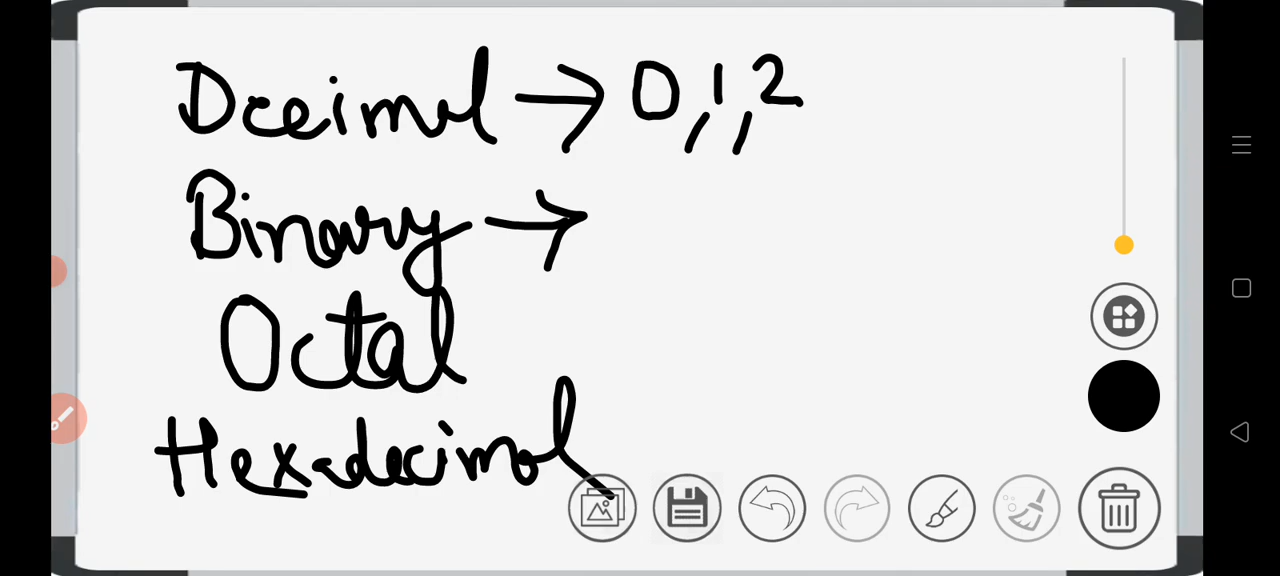 Decimal → 0,1,2
Binary →
Octal
Hexadecimal